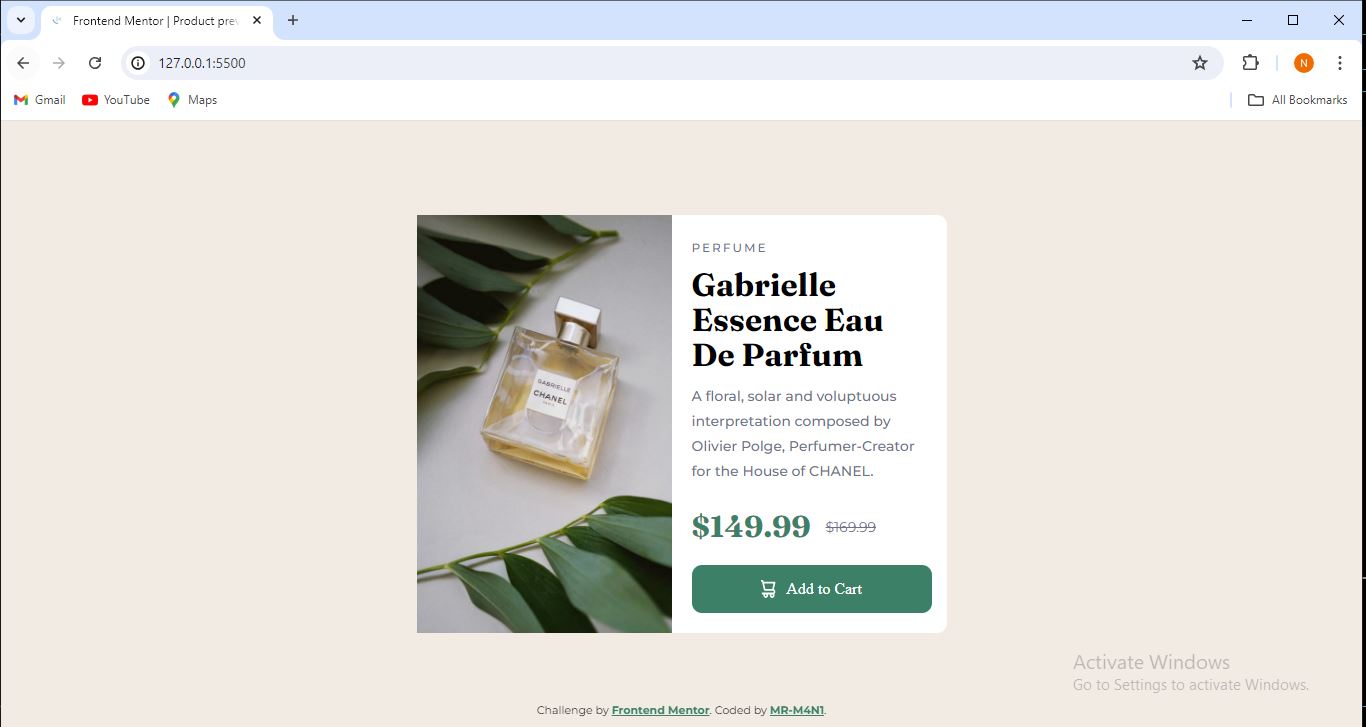 Frontend Mentor | Product prev
127.0.0.1:5500
N
Gmail
YouTube
Maps
All Bookmarks
PERFUME
Gabrielle
Essence Eau
De Parfum
A floral, solar and voluptuous
interpretation composed by
Olivier Polge, Perfumer-Creator
for the House of CHANEL.
$149.99 $169.99
Add to Cart
GABRIELLE
CHANEL
PARIS
Activate Windows
Go to Settings to activate Windows.
Challenge by Frontend Mentor. Coded by MR-M4N1.